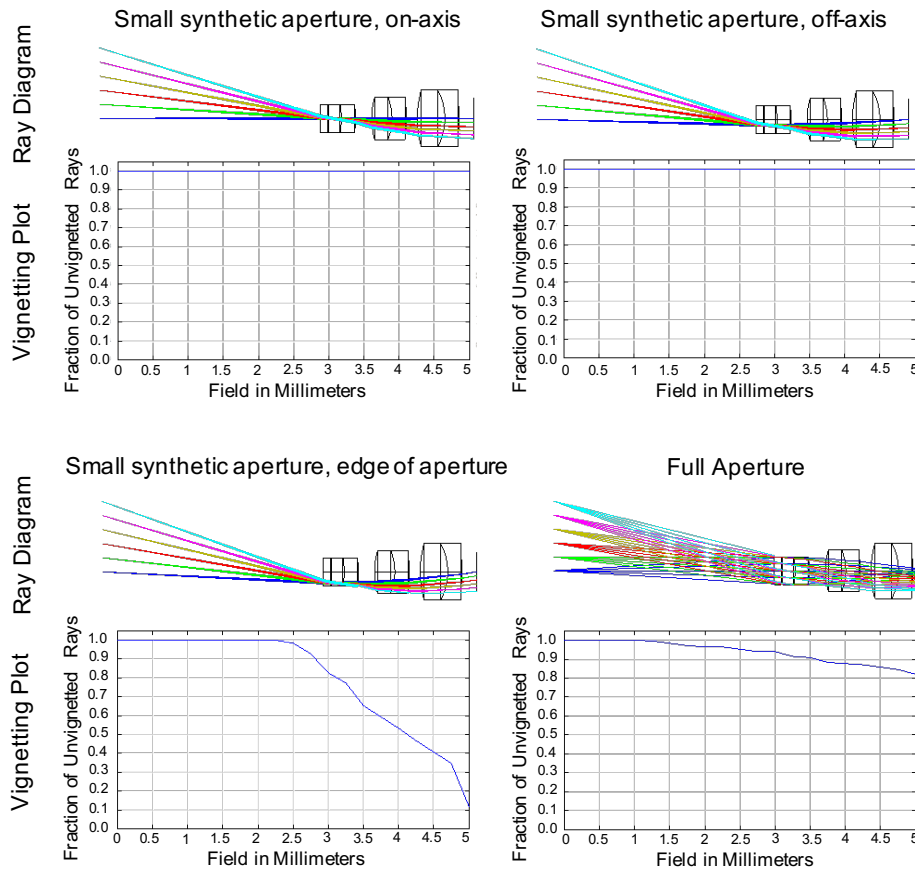 Small synthetic aperture, on-axis
Small synthetic aperture, off-axis
Ray Diagram
Ray Diagram
Vignetting Plot
Fraction of Unvignetted Rays
1.0
0.9
0.8
0.7
0.6
0.5
0.4
0.3
0.2
0.1
0.0
0 0.5 1 1.5 2 2.5 3 3.5 4 4.5 5
Field in Millimeters
Vignetting Plot
Fraction of Unvignetted Rays
1.0
0.9
0.8
0.7
0.6
0.5
0.4
0.3
0.2
0.1
0.0
0 0.5 1 1.5 2 2.5 3 3.5 4 4.5 5
Field in Millimeters
Small synthetic aperture, edge of aperture
Full Aperture
Ray Diagram
Ray Diagram
Vignetting Plot
Fraction of Unvignetted Rays
1.0
0.9
0.8
0.7
0.6
0.5
0.4
0.3
0.2
0.1
0.0
0 0.5 1 1.5 2 2.5 3 3.5 4 4.5 5
Field in Millimeters
Vignetting Plot
Fraction of Unvignetted Rays
1.0
0.9
0.8
0.7
0.6
0.5
0.4
0.3
0.2
0.1
0.0
0 0.5 1 1.5 2 2.5 3 3.5 4 4.5 5
Field in Millimeters